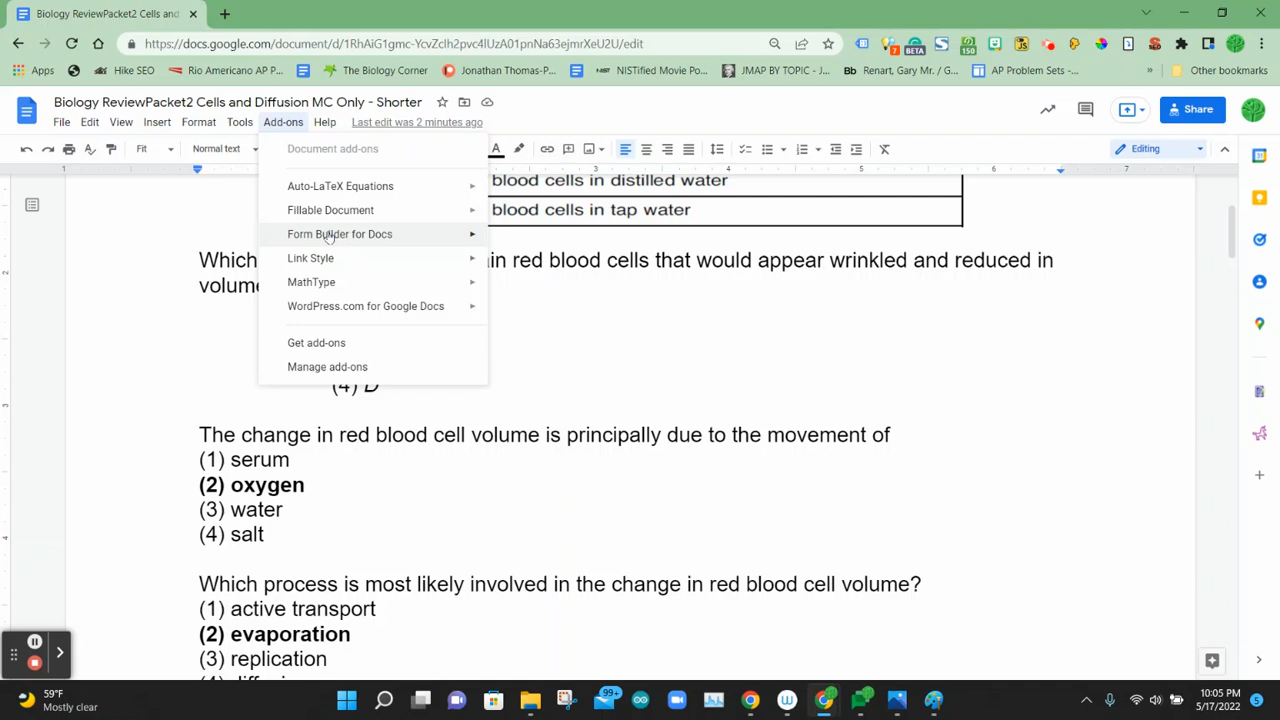 Biology ReviewPacket2 Cells and
https://docs.google.com/document/d/1RhAiG1gmc-YcvZclh2pvc4lUzA01pnNa63ejmrXeU2U/edit
7
BETA
150
Apps
Hike SEO
Rio Americano AP P...
The Biology Corner
Jonathan Thomas-P...
NISTified Movie Po...
JMAP BY TOPIC - JM...
Bb Renart, Gary Mr. / G...
AP Problem Sets -...
Other bookmarks
Biology ReviewPacket2 Cells and Diffusion MC Only - Shorter
File Edit View Insert Format Tools Add-ons Help Last edit was 2 minutes ago
Share
Fit Normal text
Editing
Document add-ons
Auto-LaTeX Equations
Fillable Document
Form Builder for Docs
Link Style
MathType
WordPress.com for Google Docs
Get add-ons
Manage add-ons
blood cells in distilled water
blood cells in tap water
Which in red blood cells that would appear wrinkled and reduced in
volume
(4) D
The change in red blood cell volume is principally due to the movement of
(1) serum
(2) oxygen
(3) water
(4) salt
Which process is most likely involved in the change in red blood cell volume?
(1) active transport
(2) evaporation
(3) replication
59°F
Mostly clear
99+
10:05 PM
5/17/2022
5